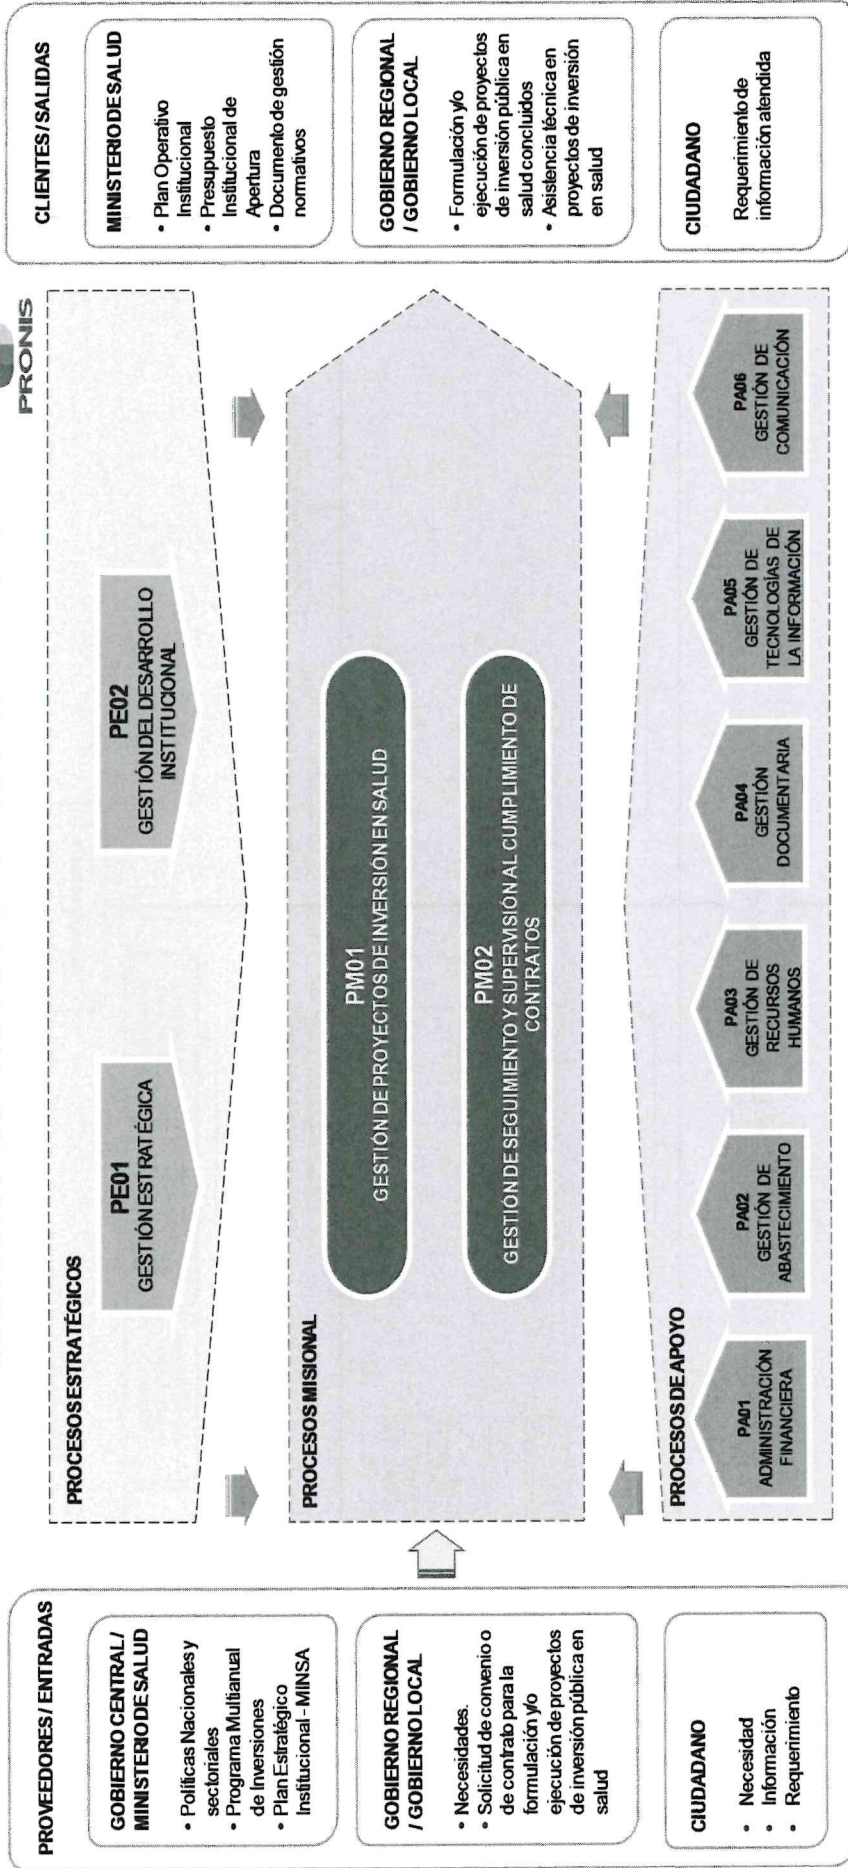 PRONIS
PROVEEDORES / ENTRADAS
GOBIERNO CENTRAL /
MINISTERIO DE SALUD
• Políticas Nacionales y
sectoriales
• Programa Multianual
de Inversiones
• Plan Estratégico
Institucional - MINSA
GOBIERNO REGIONAL
/ GOBIERNO LOCAL
• Necesidades.
• Solicitud de convenio o
de contrato para la
formulación y/o
ejecución de proyectos
de inversión pública en
salud
CIUDADANO
• Necesidad
• Información
• Requerimiento
PROCESOS ESTRATÉGICOS
PE01
GESTIÓN ESTRATÉGICA
PE02
GESTIÓN DEL DESARROLLO
INSTITUCIONAL
PROCESOS MISIONAL
PM01
GESTIÓN DE PROYECTOS DE INVERSIÓN EN SALUD
PM02
GESTIÓN DE SEGUIMIENTO Y SUPERVISIÓN AL CUMPLIMIENTO DE
CONTRATOS
PROCESOS DE APOYO
PA01
ADMINISTRACIÓN
FINANCIERA
PA02
GESTIÓN DE
ABASTECIMIENTO
PA03
GESTIÓN DE
RECURSOS
HUMANOS
PA04
GESTIÓN
DOCUMENTARIA
PA05
GESTIÓN DE
TECNOLOGÍAS DE
LA INFORMACIÓN
PA06
GESTIÓN DE
COMUNICACIÓN
CLIENTES / SALIDAS
MINISTERIO DE SALUD
• Plan Operativo
Institucional
• Presupuesto
Institucional de
Apertura
• Documento de gestión
normativos
GOBIERNO REGIONAL
/ GOBIERNO LOCAL
• Formulación y/o
ejecución de proyectos
de inversión pública en
salud concluidos
• Asistencia técnica en
proyectos de inversión
en salud
CIUDADANO
Requerimiento de
información atendida